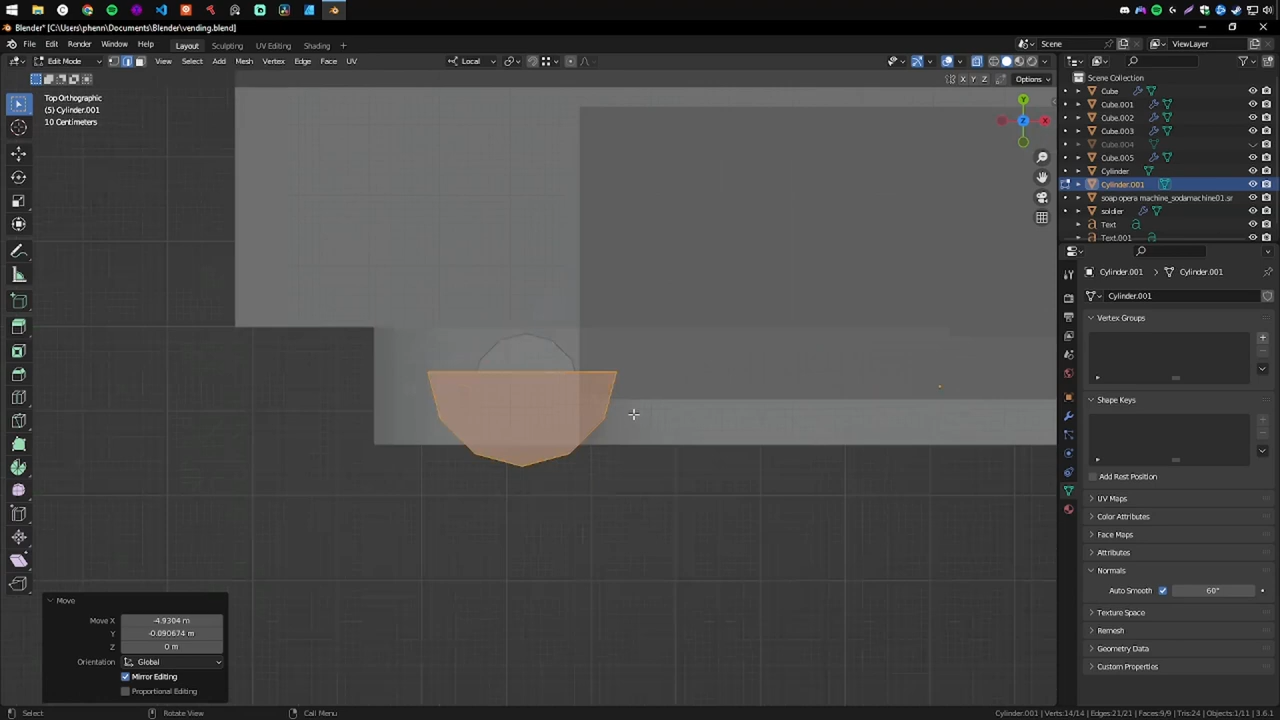 Blender* [C:\Users\phenn\Documents\Blender\vending.blend]
File Edit Render Window Help Layout Sculpting UV Editing Shading +
Scene ViewLayer
Edit Mode View Select Add Mesh Vertex Edge Face UV Local
X Y Z Options
Top Orthographic
(5) Cylinder.001
10 Centimeters
Y
Z X
Scene Collection
Cube
Cube.001
Cube.002
Cube.003
Cube.004
Cube.005
Cylinder
Cylinder.001
soap opera machine_sodamachine01.sr
soldier
Text
Text.001
Cylinder.001 > Cylinder.001
Cylinder.001
Vertex Groups
Shape Keys
Add Rest Position
UV Maps
Color Attributes
Face Maps
Attributes
Normals
Auto Smooth 60°
Texture Space
Remesh
Geometry Data
Custom Properties
Move
Move X -4.9304 m
Y -0.090674 m
Z 0 m
Orientation Global
Mirror Editing
Proportional Editing
Select Rotate View Call Menu
Cylinder.001 | Verts:14/14 | Edges:21/21 | Faces:9/9 | Tris:24 | Objects:1/11 | 3.6.1